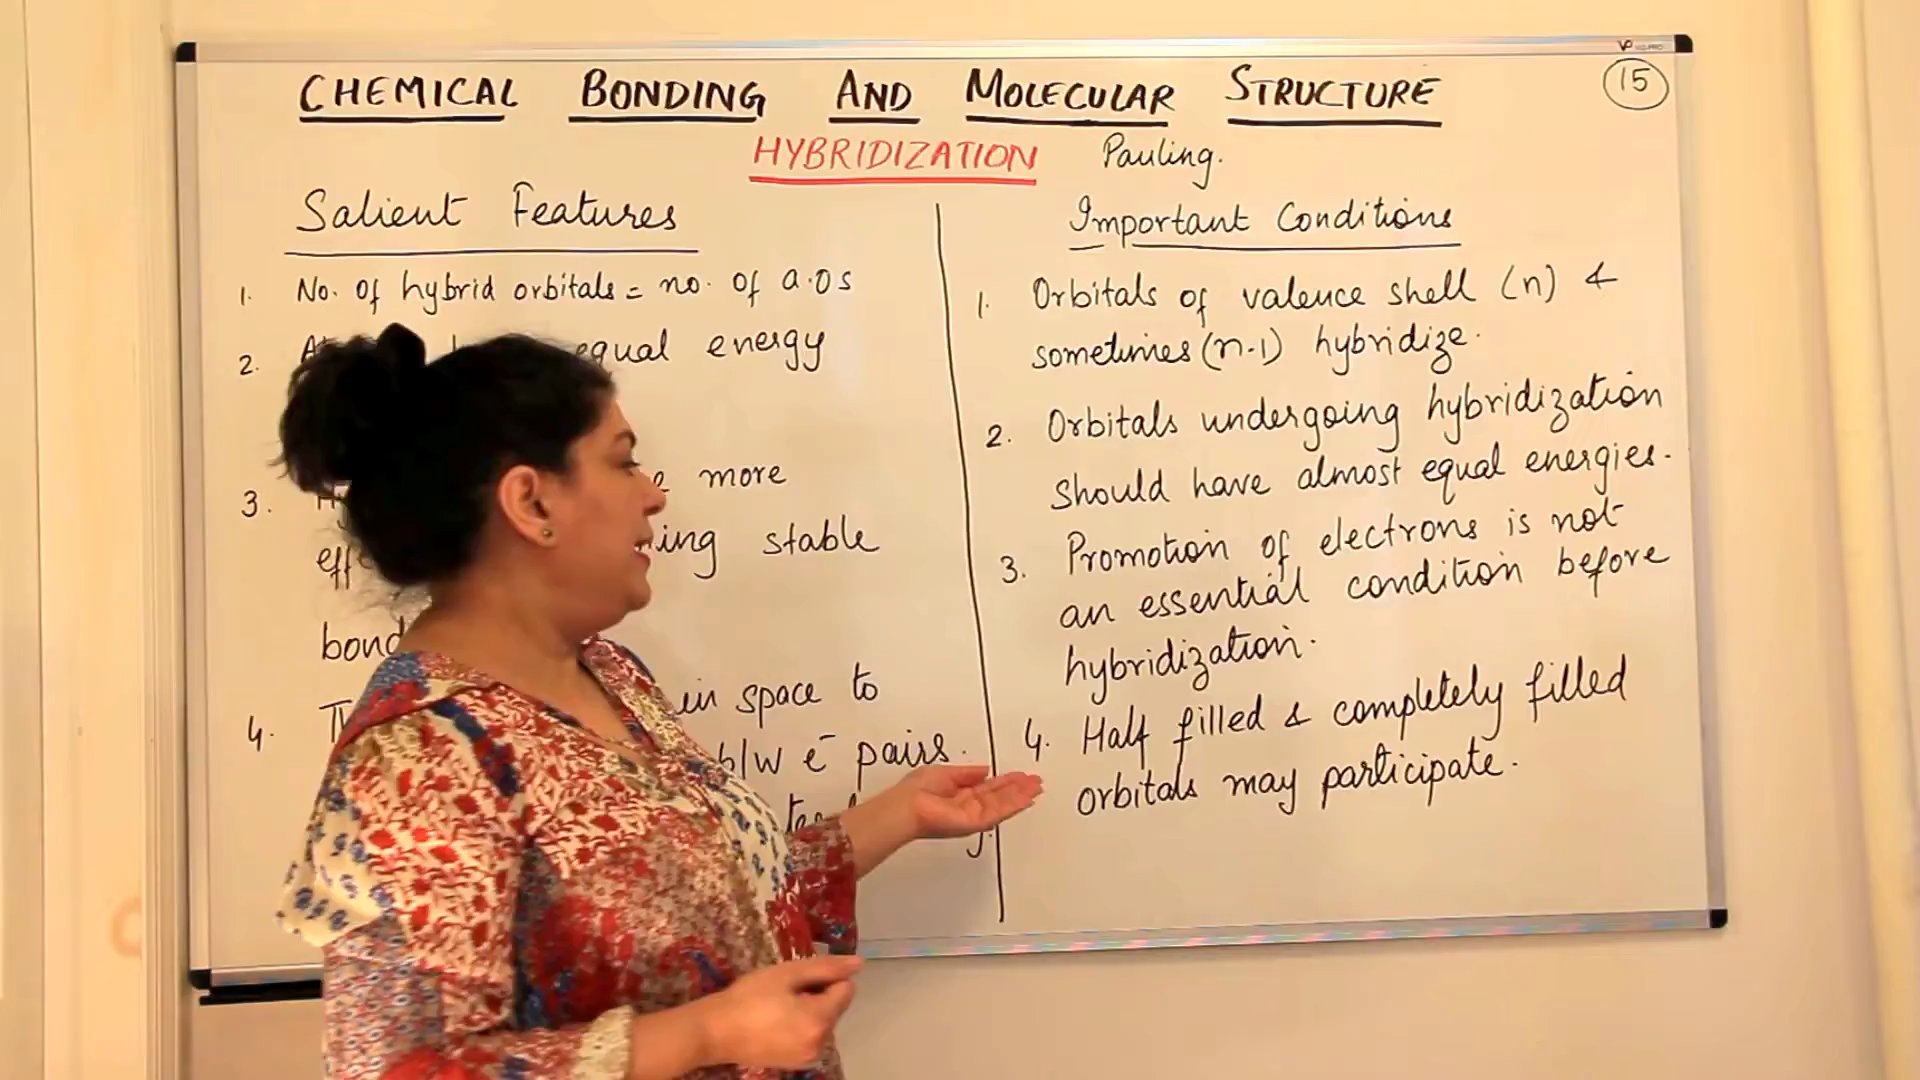 CHEMICAL BONDING AND MOLECULAR STRUCTURE
15
HYBRIDIZATION Pauling.
Salient Features
1. No. of hybrid orbitals = no. of a.os
2. equal energy
3. more
stable
4. in space to
b/w e⁻ pairs.
Important Conditions
1. Orbitals of valence shell (n) &
sometimes (n-1) hybridize.
2. Orbitals undergoing hybridization
should have almost equal energies.
3. Promotion of electrons is not
an essential condition before
hybridization.
4. Half filled & completely filled
orbitals may participate.